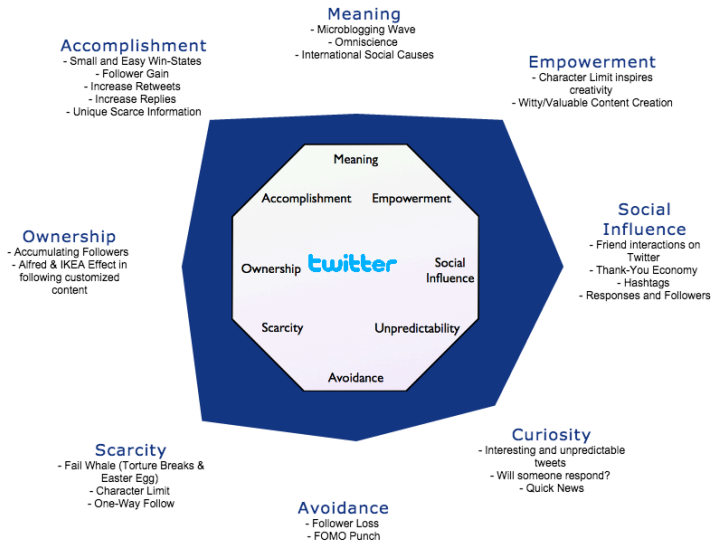 Meaning
- Microblogging Wave
- Omniscience
- International Social Causes
Accomplishment
- Small and Easy Win-States
- Follower Gain
- Increase Retweets
- Increase Replies
- Unique Scarce Information
Empowerment
- Character Limit inspires
creativity
- Witty/Valuable Content Creation
Ownership
- Accumulating Followers
- Alfred & IKEA Effect in
following customized
content
Meaning
Accomplishment
Empowerment
Ownership
twitter
Social
Influence
Scarcity
Unpredictability
Avoidance
Social
Influence
- Friend interactions on
Twitter
- Thank-You Economy
- Hashtags
- Responses and Followers
Scarcity
- Fail Whale (Torture Breaks &
Easter Egg)
- Character Limit
- One-Way Follow
Avoidance
- Follower Loss
- FOMO Punch
Curiosity
- Interesting and unpredictable
tweets
- Will someone respond?
- Quick News